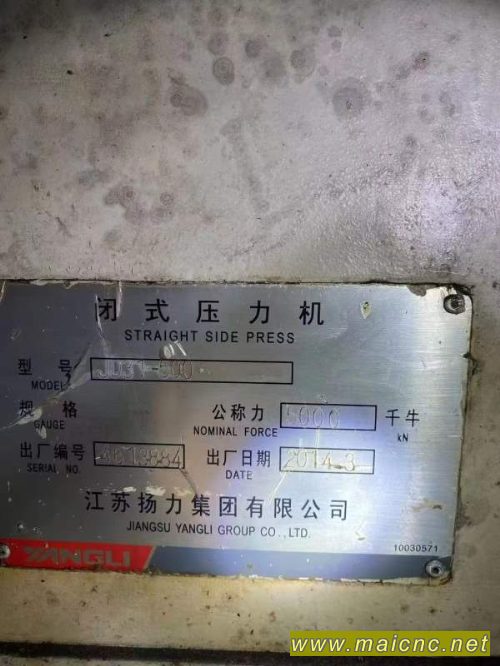 闭式压力机
STRAIGHT SIDE PRESS
型号
MODEL
规格 公称力 千牛
GAUGE NOMINAL FORCE kN
出厂编号 出厂日期 2014.3
SERIAL NO. DATE
江苏扬力集团有限公司
JIANGSU YANGLI GROUP CO.,LTD.
YANGLI 10030571
www.maicnc.net